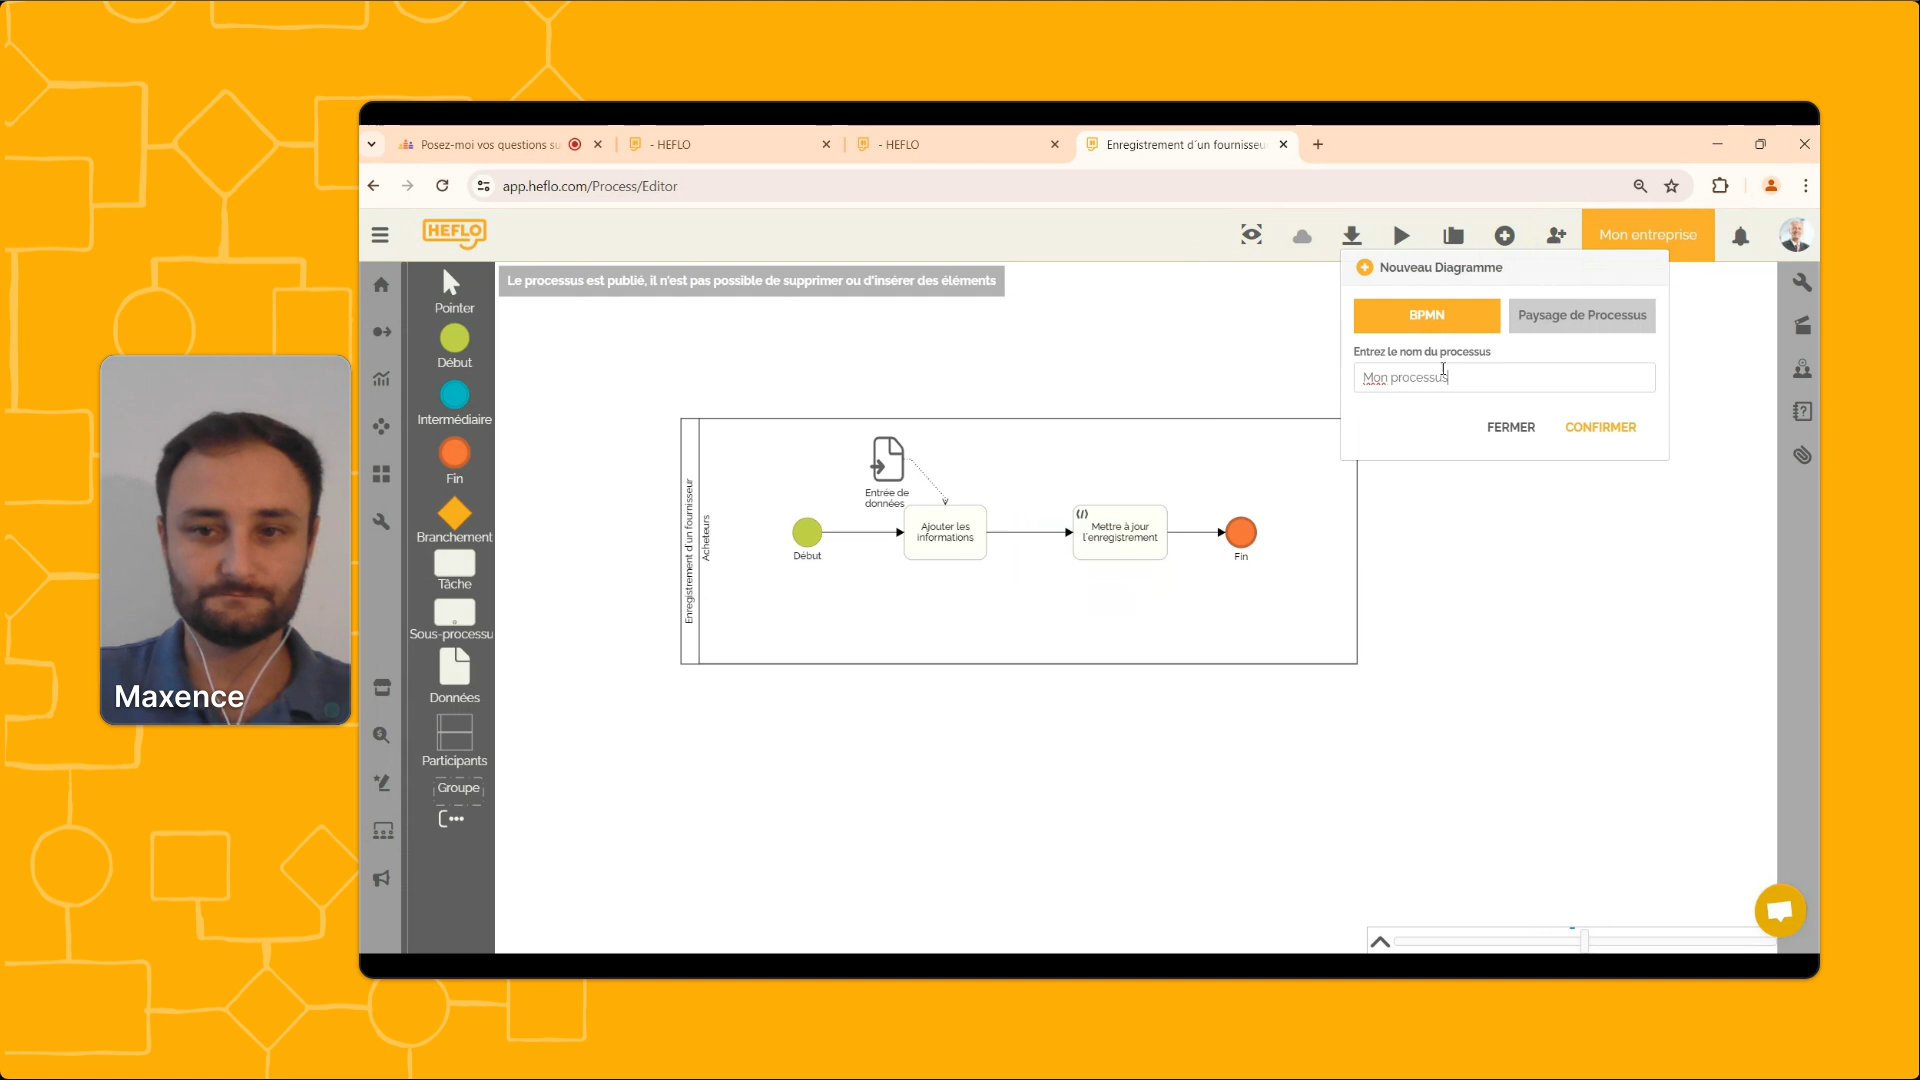 Posez-moi vos questions su
- HEFLO
- HEFLO
Enregistrement d'un fournisseu
app.heflo.com/Process/Editor
HEFLO
Mon entreprise
Le processus est publié, il n'est pas possible de supprimer ou d'insérer des éléments
Nouveau Diagramme
BPMN
Paysage de Processus
Entrez le nom du processus
Mon processus
FERMER
CONFIRMER
Pointer
Début
Intermédiaire
Fin
Branchement
Tâche
Sous-processu
Données
Participants
Groupe
Enregistrement d'un fournisseur
Acheteurs
Entrée de
données
Début
Ajouter les
informations
Mettre à jour
l'enregistrement
Fin
Maxence